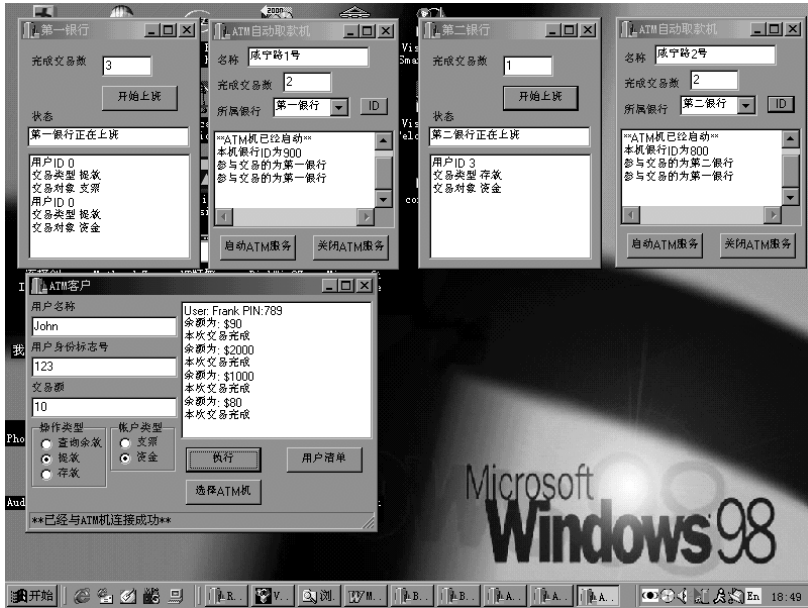 第一银行
完成交易数
3
开始上班
状态
第一银行正在上班
用户ID 0
交易类型 提款
交易对象 支票
用户ID 0
交易类型 提款
交易对象 资金
ATM自动取款机
名称
咸宁路1号
完成交易数
2
所属银行
第一银行
ID
**ATM机已经启动**
本机银行ID为900
参与交易的为第一银行
参与交易的为第一银行
启动ATM服务
关闭ATM服务
第二银行
完成交易数
1
开始上班
状态
第二银行正在上班
用户ID 3
交易类型 存款
交易对象 资金
ATM自动取款机
名称
咸宁路2号
完成交易数
2
所属银行
第二银行
ID
**ATM机已经启动**
本机银行ID为800
参与交易的为第二银行
参与交易的为第一银行
启动ATM服务
关闭ATM服务
ATM客户
用户名称
John
用户身份标志号
123
交易额
10
操作类型
查询余款
提款
存款
帐户类型
支票
资金
User: Frank PIN:789
余额为: $90
本次交易完成
余额为: $2000
本次交易完成
余额为: $1000
本次交易完成
余额为: $80
本次交易完成
执行
用户清单
选择ATM机
**已经与ATM机连接成功**
我
Pho
Aud
Microsoft
Windows 98
开始
R..
V..
浏.
M..
B..
B..
A..
A..
A..
En
18:49